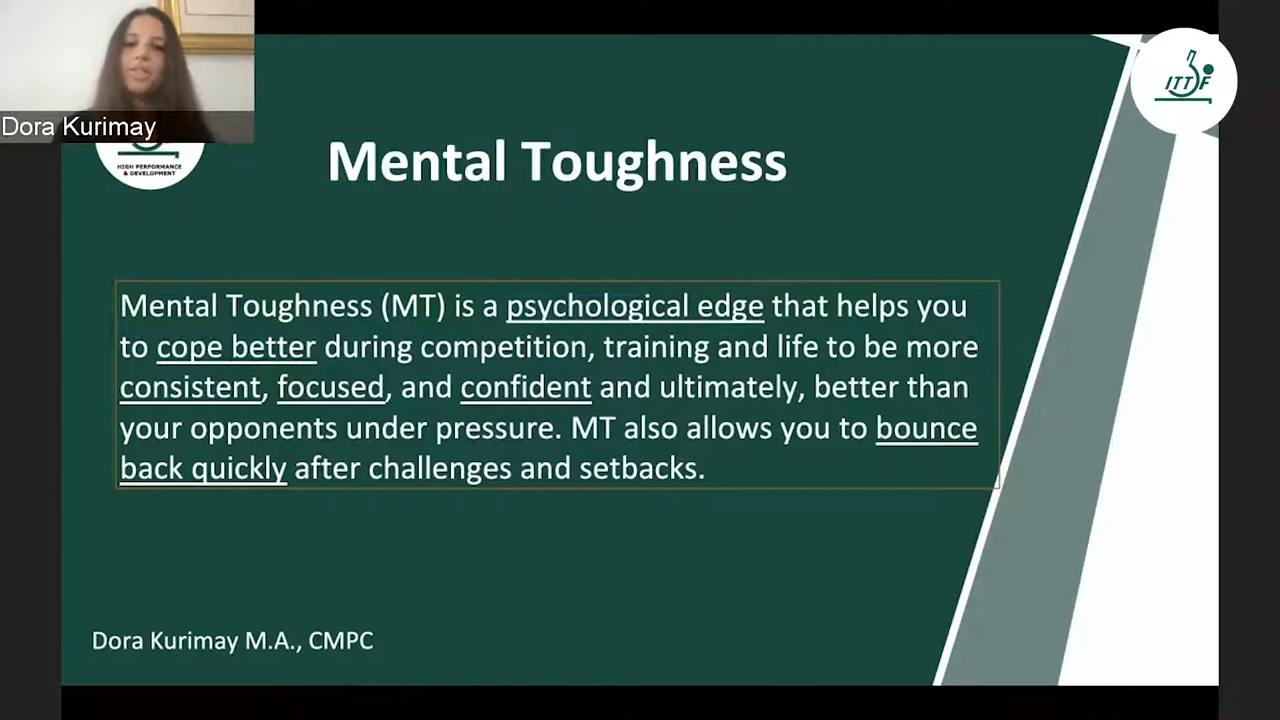 Dora Kurimay
ITTF
HIGH PERFORMANCE
& DEVELOPMENT
Mental Toughness
Mental Toughness (MT) is a psychological edge that helps you
to cope better during competition, training and life to be more
consistent, focused, and confident and ultimately, better than
your opponents under pressure. MT also allows you to bounce
back quickly after challenges and setbacks.
Dora Kurimay M.A., CMPC